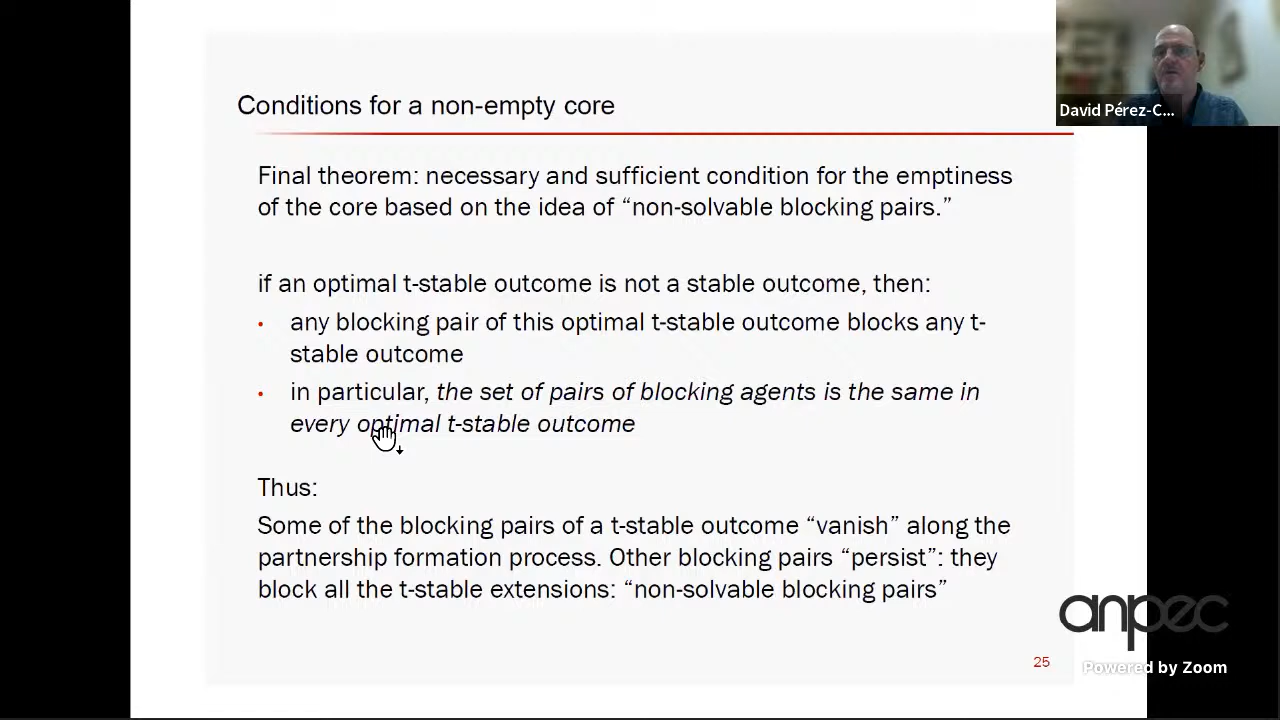 Conditions for a non-empty core
David Pérez-C...
Final theorem: necessary and sufficient condition for the emptiness
of the core based on the idea of “non-solvable blocking pairs.”
if an optimal t-stable outcome is not a stable outcome, then:
• any blocking pair of this optimal t-stable outcome blocks any t-
stable outcome
• in particular, the set of pairs of blocking agents is the same in
every optimal t-stable outcome
Thus:
Some of the blocking pairs of a t-stable outcome “vanish” along the
partnership formation process. Other blocking pairs “persist”: they
block all the t-stable extensions: “non-solvable blocking pairs”
anpec
25
Powered by Zoom